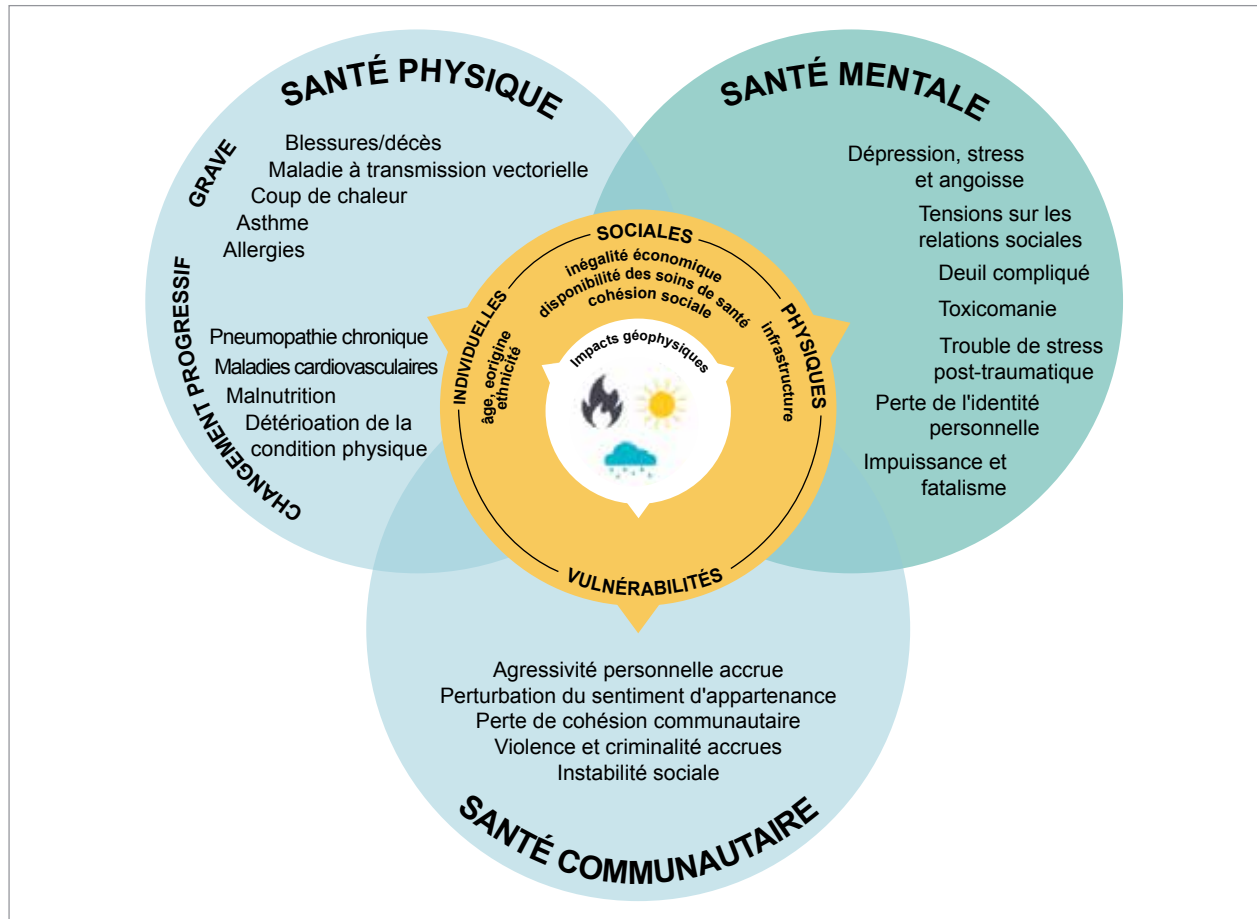 SANTÉ PHYSIQUE
GRAVE
Blessures/décès
Maladie à transmission vectorielle
Coup de chaleur
Asthme
Allergies
CHANGEMENT PROGRESSIF
Pneumopathie chronique
Maladies cardiovasculaires
Malnutrition
Détérioation de la
condition physique
SANTÉ MENTALE
Dépression, stress
et angoisse
Tensions sur les
relations sociales
Deuil compliqué
Toxicomanie
Trouble de stress
post-traumatique
Perte de l'identité
personnelle
Impuissance et
fatalisme
SOCIALES
inégalité économique
disponibilité des soins de santé
cohésion sociale
INDIVIDUELLES
âge, eorigine
ethnicité
PHYSIQUES
infrastructure
Impacts géophysiques
VULNÉRABILITÉS
Agressivité personnelle accrue
Perturbation du sentiment d'appartenance
Perte de cohésion communautaire
Violence et criminalité accrues
Instabilité sociale
SANTÉ COMMUNAUTAIRE